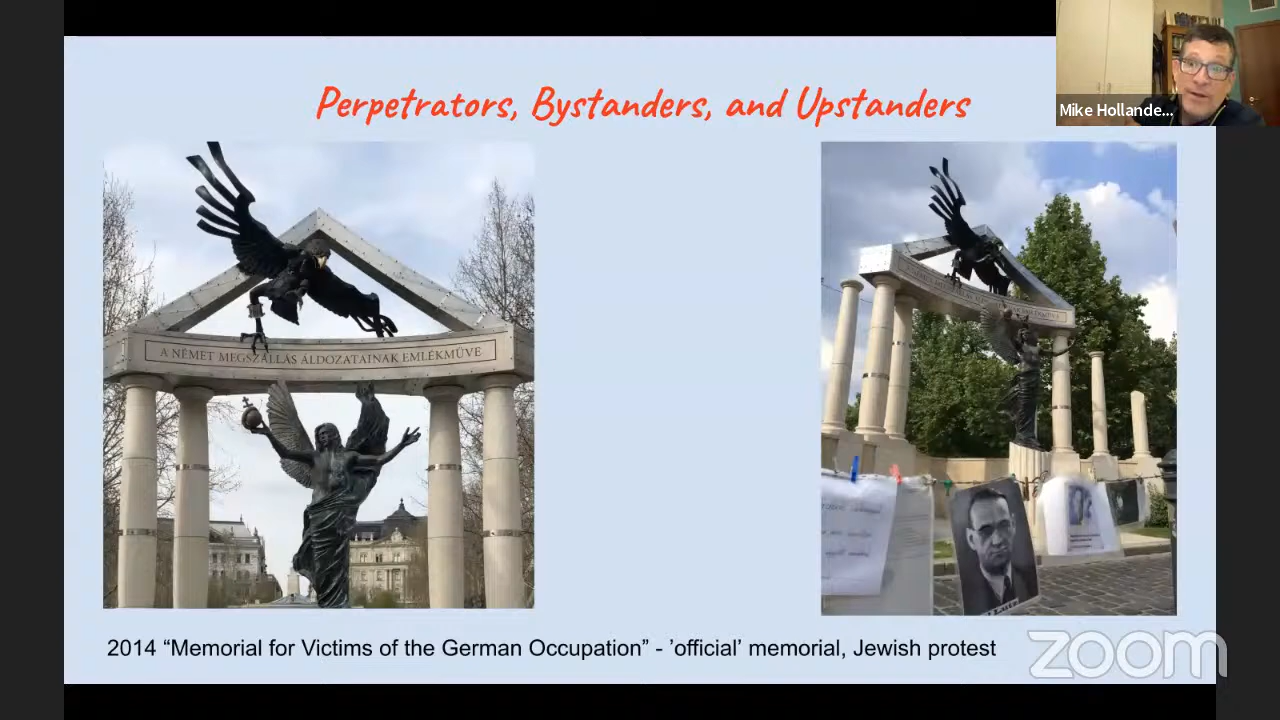 Perpetrators, Bystanders, and Upstanders
Mike Hollande...
A NÉMET MEGSZÁLLÁS ÁLDOZATAINAK EMLÉKMŰVE
2014 “Memorial for Victims of the German Occupation” - ’official’ memorial, Jewish protest
zoom